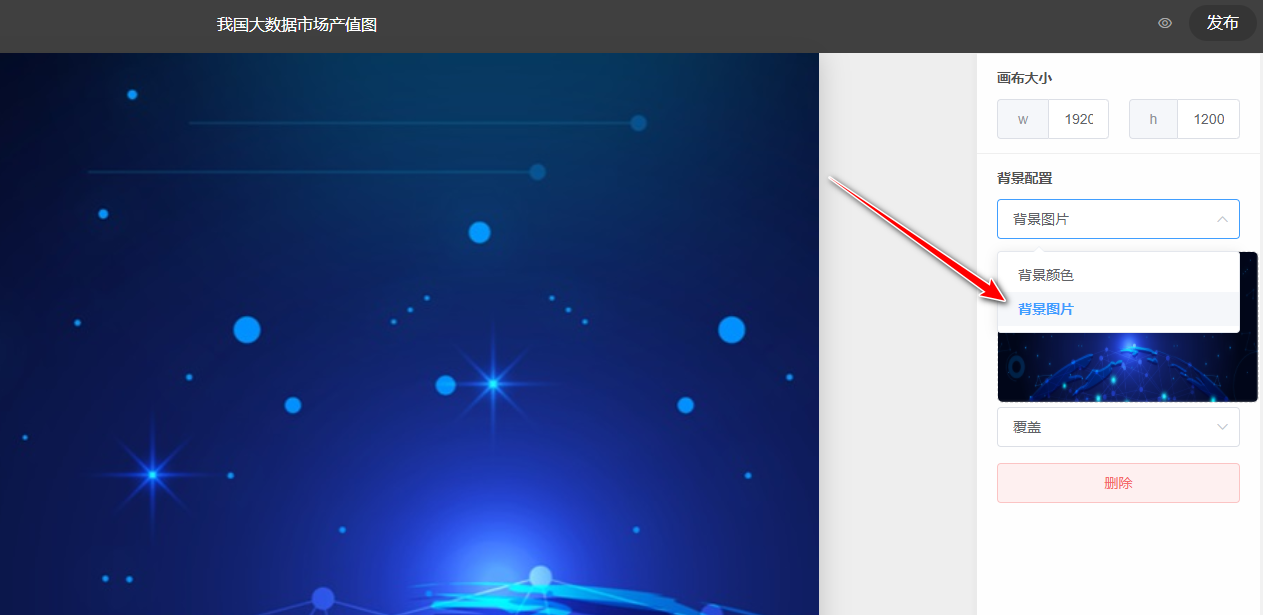 我国大数据市场产值图
发布
画布大小
w 1920 h 1200
背景配置
背景图片
背景颜色
背景图片
覆盖
删除